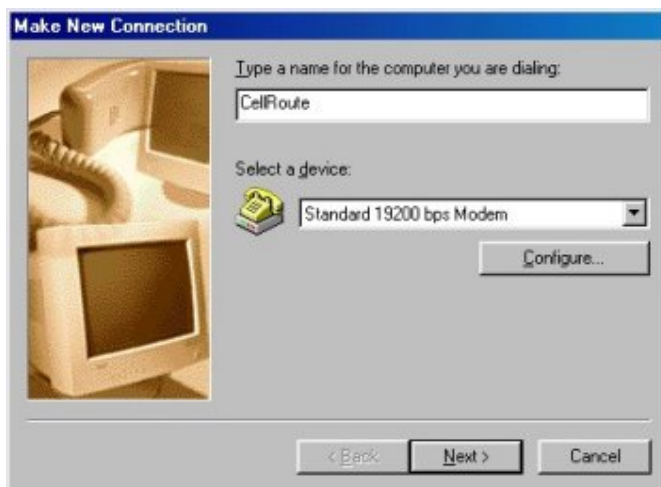 Make New Connection
Type a name for the computer you are dialing:
CellRoute
Select a device:
Standard 19200 bps Modem
Configure...
< Back
Next >
Cancel